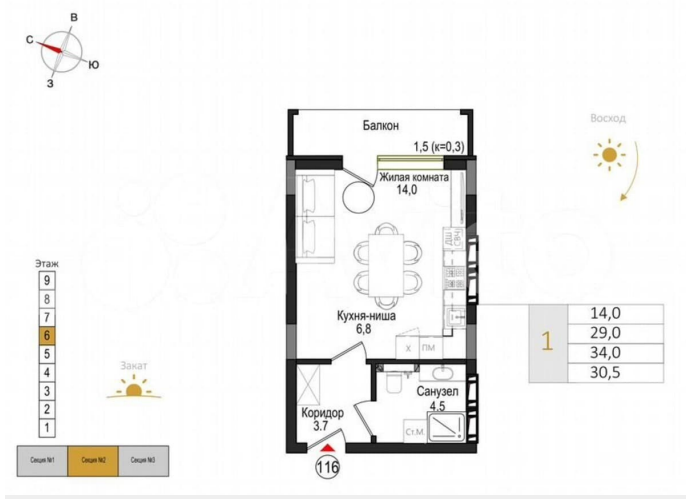 В
С
Ю
З
Балкон
1,5 (к=0,3)
Восход
Жилая комната
14,0
ДШ
СВЧ
Этаж
9
8
7
6
5
4
3
2
1
Кухня-ниша
6,8
Х
ПМ
1
14,0
29,0
34,0
30,5
Закат
Санузел
4.5
Коридор
3.7
Ст.М.
Секция №1
Секция №2
Секция №3
116